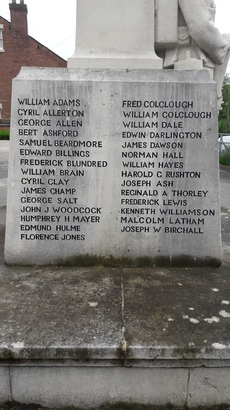 WILLIAM ADAMS
CYRIL ALLERTON
GEORGE ALLEN
BERT ASHFORD
SAMUEL BEARDMORE
EDWARD BILLINGS
FREDERICK BLUNDRED
WILLIAM BRAIN
CYRIL CLAY
JAMES CHAMP
GEORGE SALT
JOHN J WOODCOCK
HUMPHREY H MAYER
EDMUND HULME
FLORENCE JONES
FRED COLCLOUGH
WILLIAM COLCLOUGH
WILLIAM DALE
EDWIN DARLINGTON
JAMES DAWSON
NORMAN HALL
WILLIAM HAYES
HAROLD G RUSHTON
JOSEPH ASH
REGINALD A THORLEY
FREDERICK LEWIS
KENNETH WILLIAMSON
MALCOLM LATHAM
JOSEPH W BIRCHALL